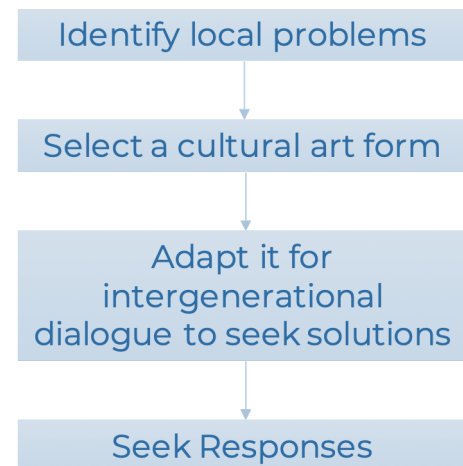 Identify local problems
Select a cultural art form
Adapt it for
intergenerational
dialogue to seek solutions
Seek Responses